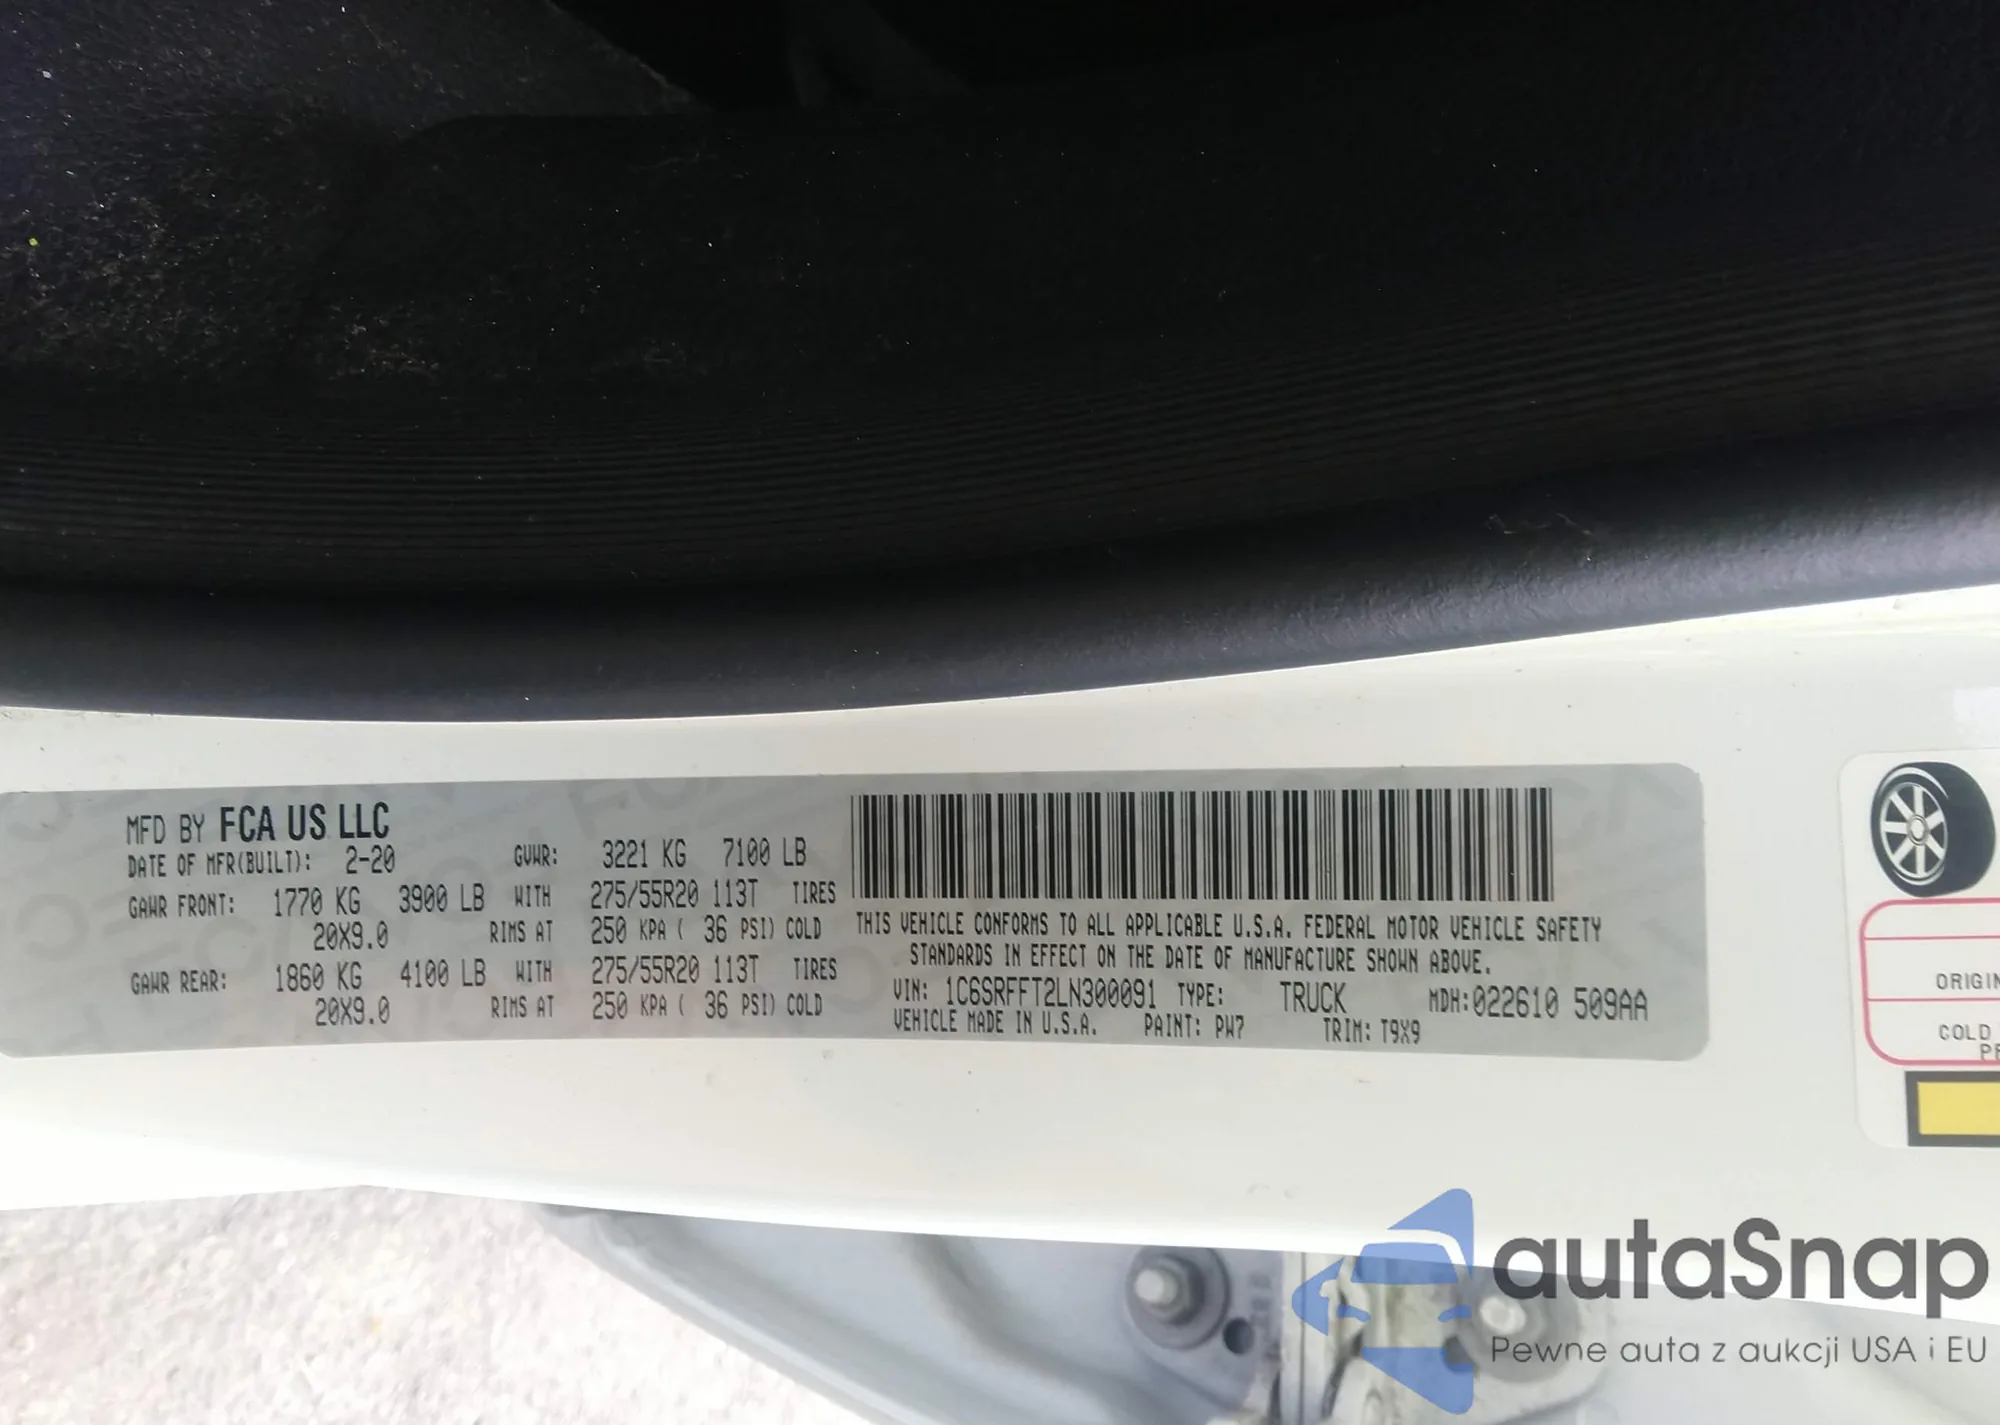 MFD BY FCA US LLC
DATE OF MFR(BUILT): 2-20 GVWR: 3221 KG 7100 LB
GAWR FRONT: 1770 KG 3900 LB WITH 275/55R20 113T TIRES
20X9.0 RIMS AT 250 KPA ( 36 PSI) COLD
GAWR REAR: 1860 KG 4100 LB WITH 275/55R20 113T TIRES
20X9.0 RIMS AT 250 KPA ( 36 PSI) COLD
THIS VEHICLE CONFORMS TO ALL APPLICABLE U.S.A. FEDERAL MOTOR VEHICLE SAFETY
STANDARDS IN EFFECT ON THE DATE OF MANUFACTURE SHOWN ABOVE.
VIN: 1C6SRFFT2LN300091 TYPE: TRUCK MDH:022610 509AA
VEHICLE MADE IN U.S.A. PAINT: PW7 TRIM: T9X9
ORIGIN
COLD
autaSnap
Pewne auta z aukcji USA i EU